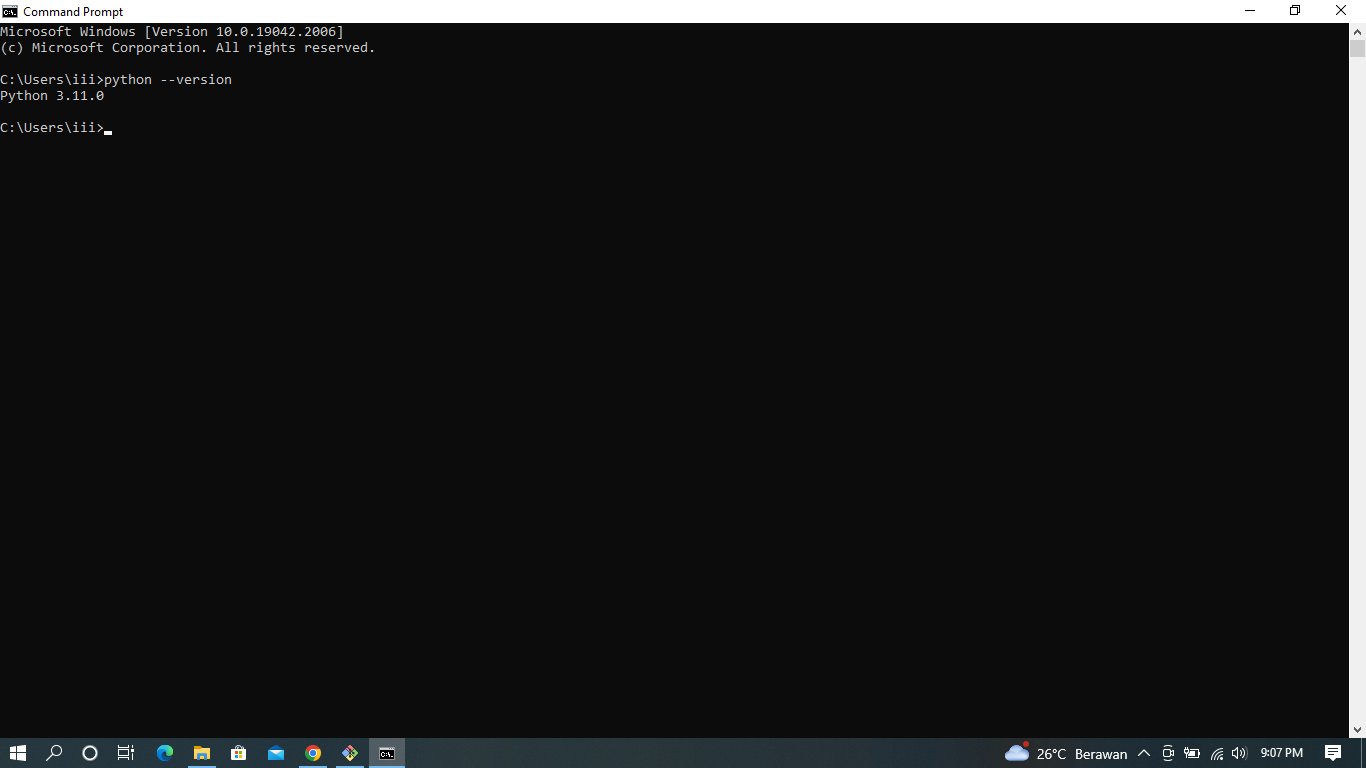 Command Prompt
Microsoft Windows [Version 10.0.19042.2006]
(c) Microsoft Corporation. All rights reserved.
C:\Users\iii>python --version
Python 3.11.0
C:\Users\iii>
26°C Berawan
9:07 PM